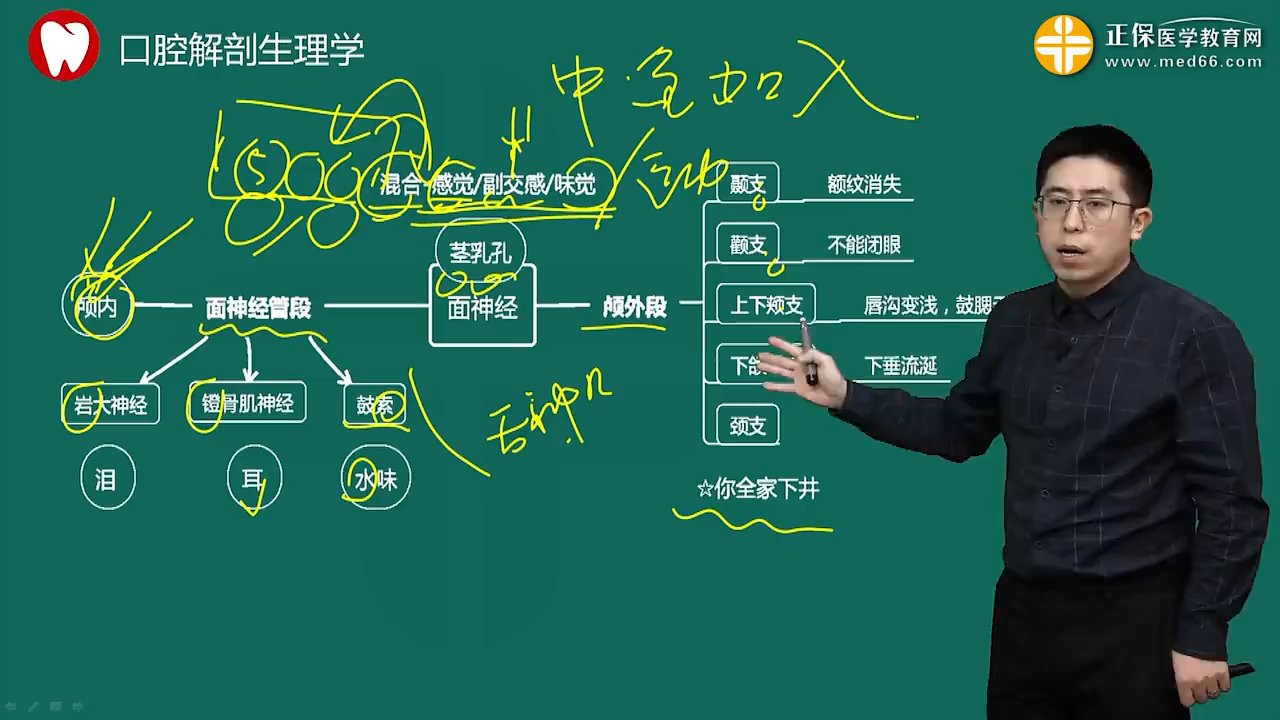 口腔解剖生理学
正保医学教育网
www.med66.com
中途加入
5
混合-感觉/副交感/味觉
运动
茎乳孔
颅内
面神经管段
面神经
颅外段
岩大神经
镫骨肌神经
鼓索
泪
耳
水味
舌神
颞支
额纹消失
颧支
不能闭眼
上下颊支
唇沟变浅，鼓腮
下颌
下垂流涎
颈支
☆你全家下井